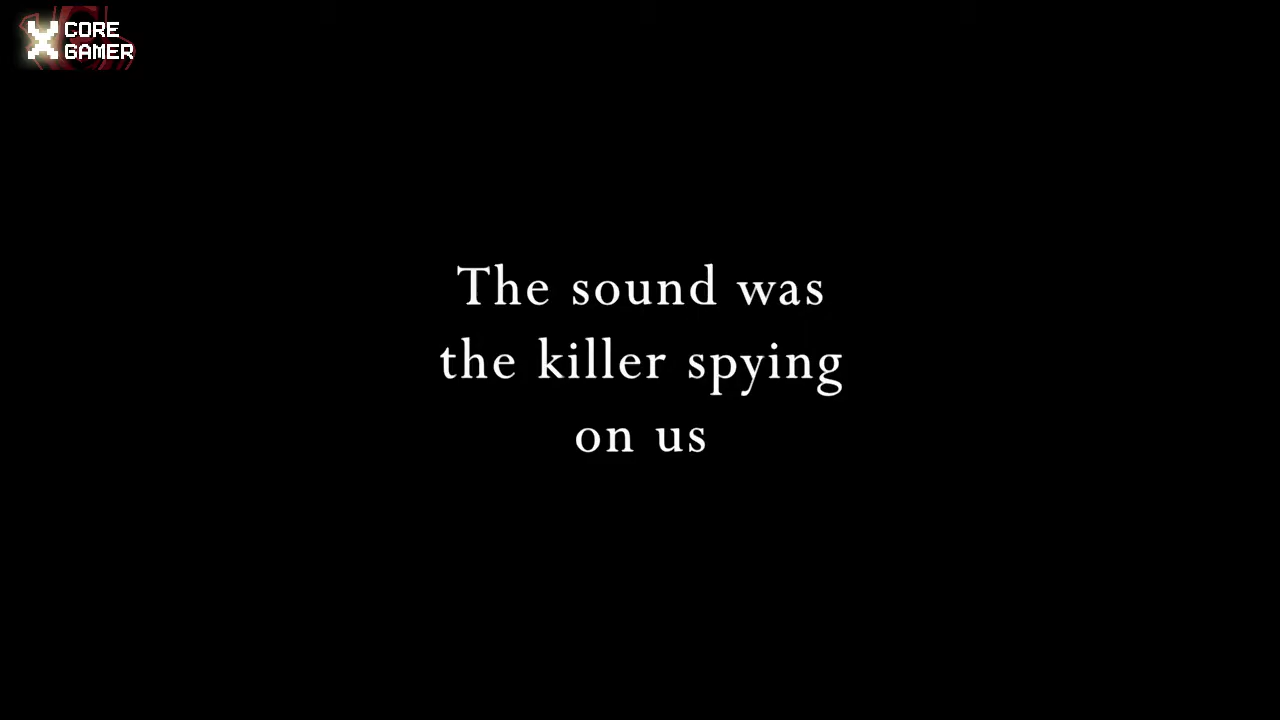 CORE
GAMER
The sound was
the killer spying
on us